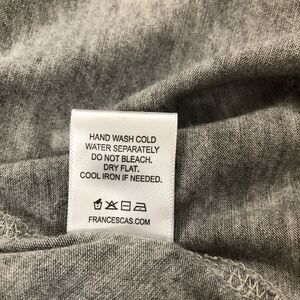 HAND WASH COLD
WATER SEPARATELY
DO NOT BLEACH.
DRY FLAT.
COOL IRON IF NEEDED.
FRANCESCAS.COM